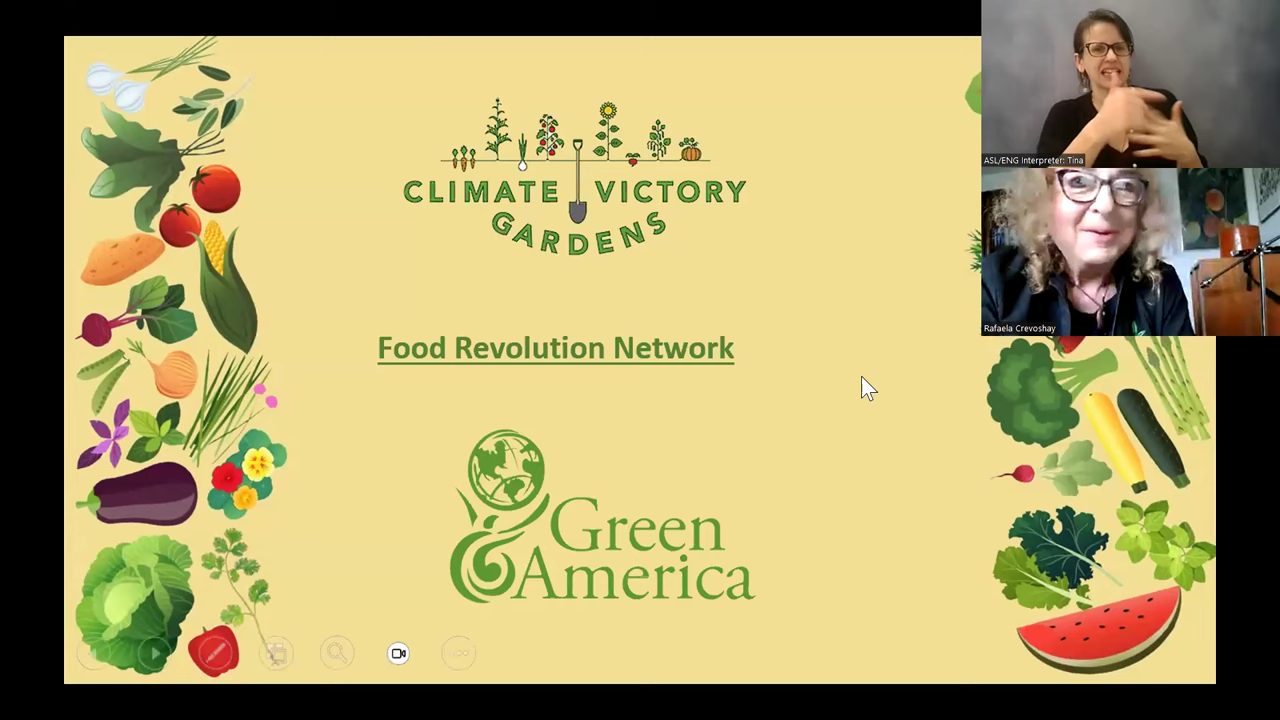 CLIMATE VICTORY
GARDENS
Food Revolution Network
Green
America
ASL/ENG Interpreter: Tina
Rafaela Crevoshay